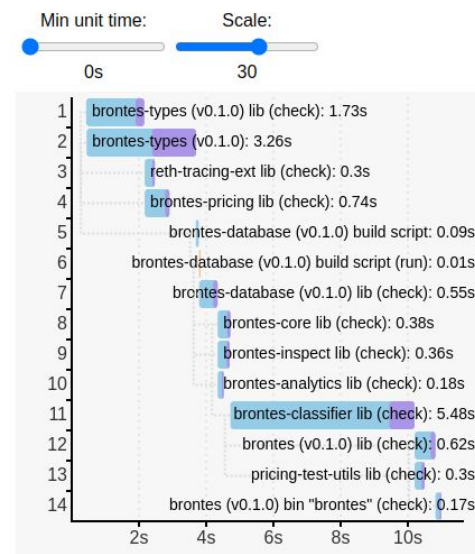 Min unit time: Scale:
0s 30
1 brontes-types (v0.1.0) lib (check): 1.73s
2 brontes-types (v0.1.0): 3.26s
3 reth-tracing-ext lib (check): 0.3s
4 brontes-pricing lib (check): 0.74s
5 brontes-database (v0.1.0) build script: 0.09s
6 brontes-database (v0.1.0) build script (run): 0.01s
7 brontes-database (v0.1.0) lib (check): 0.55s
8 brontes-core lib (check): 0.38s
9 brontes-inspect lib (check): 0.36s
10 brontes-analytics lib (check): 0.18s
11 brontes-classifier lib (check): 5.48s
12 brontes (v0.1.0) lib (check): 0.62s
13 pricing-test-utils lib (check): 0.3s
14 brontes (v0.1.0) bin "brontes" (check): 0.17s
2s 4s 6s 8s 10s